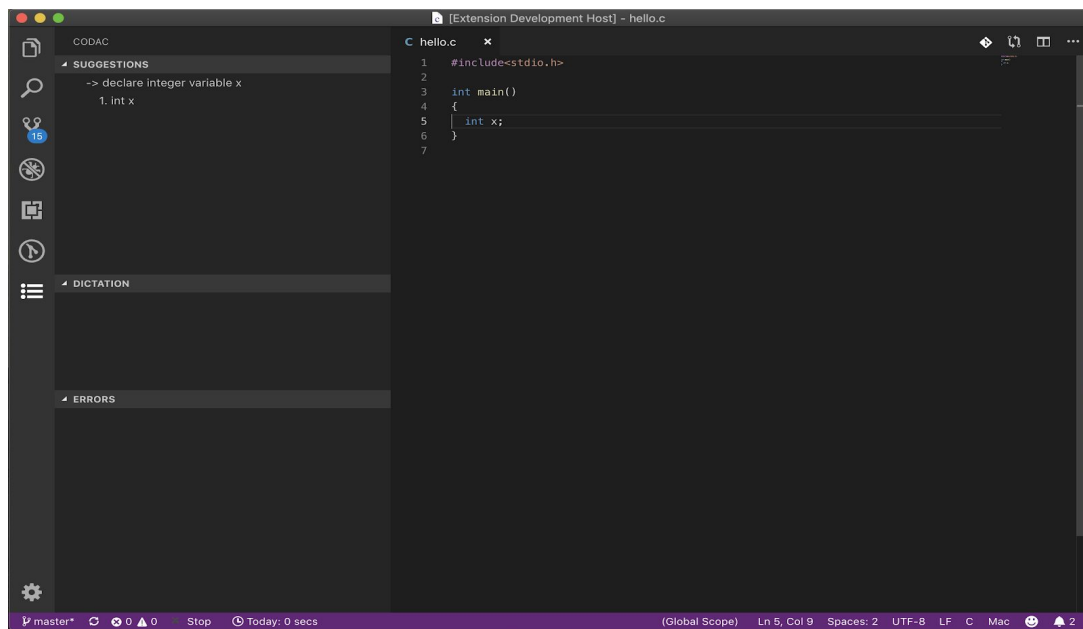 [Extension Development Host] - hello.c
CODAC
SUGGESTIONS
-> declare integer variable x
1. int x
DICTATION
ERRORS
15
C hello.c ×
1 #include<stdio.h>
2
3 int main()
4 {
5 int x;
6 }
7
master* 0 0 Stop Today: 0 secs (Global Scope) Ln 5, Col 9 Spaces: 2 UTF-8 LF C Mac 2